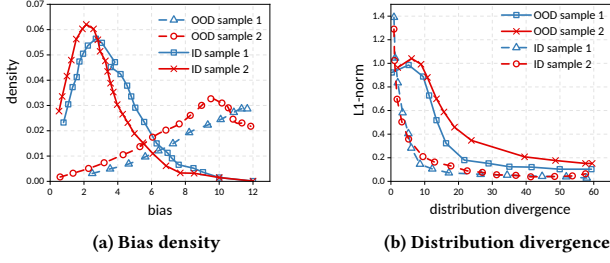 0.07
0.06
0.05
0.04
0.03
0.02
0.01
0.00
density
OOD sample 1
OOD sample 2
ID sample 1
ID sample 2
0 2 4 6 8 10 12
bias
(a) Bias density
1.4
1.2
1.0
0.8
0.6
0.4
0.2
0.0
L1-norm
OOD sample 1
OOD sample 2
ID sample 1
ID sample 2
0 10 20 30 40 50 60
distribution divergence
(b) Distribution divergence